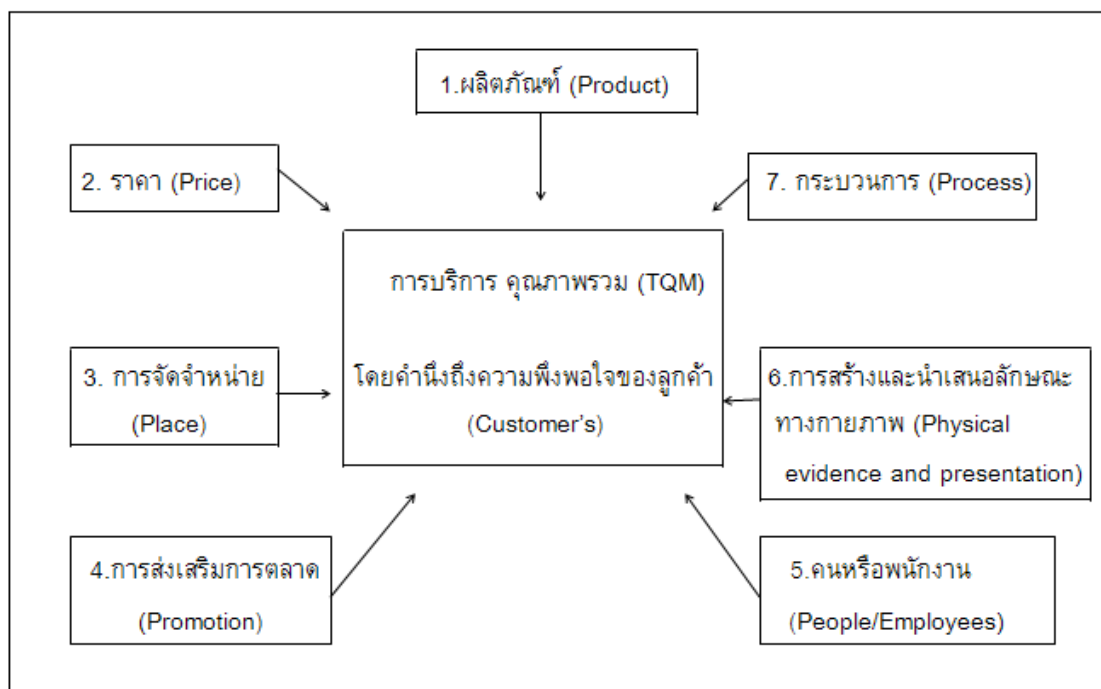 1.ผลิตภัณฑ์ (Product)
2. ราคา (Price)
7. กระบวนการ (Process)
การบริการ คุณภาพรวม (TQM)
โดยคำนึงถึงความพึงพอใจของลูกค้า
(Customer's)
3. การจัดจำหน่าย
(Place)
6.การสร้างและนำเสนอลักษณะ
ทางกายภาพ (Physical
evidence and presentation)
4.การส่งเสริมการตลาด
(Promotion)
5.คนหรือพนักงาน
(People/Employees)